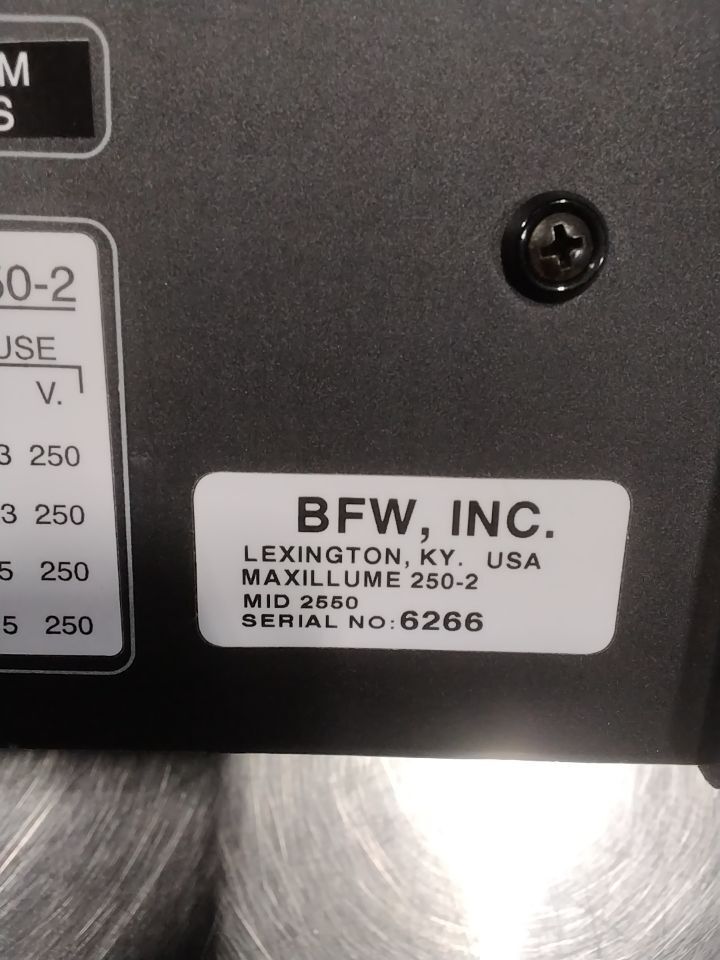 M
S
50-2
USE
V.
3 250
3 250
5 250
5 250
BFW, INC.
LEXINGTON, KY. USA
MAXILLUME 250-2
MID 2550
SERIAL NO:6266